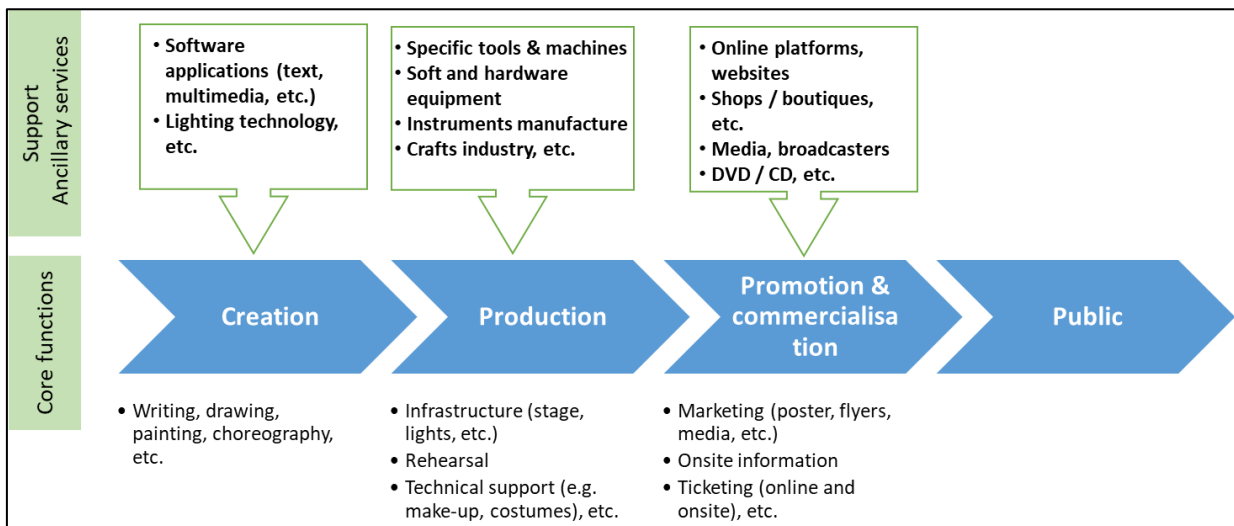 Support
Ancillary services
• Software
applications (text,
multimedia, etc.)
• Lighting technology,
etc.
• Specific tools & machines
• Soft and hardware
equipment
• Instruments manufacture
• Crafts industry, etc.
• Online platforms,
websites
• Shops / boutiques,
etc.
• Media, broadcasters
• DVD / CD, etc.
Core functions
Creation
Production
Promotion &
commercialisa
tion
Public
• Writing, drawing,
painting, choreography,
etc.
• Infrastructure (stage,
lights, etc.)
• Rehearsal
• Technical support (e.g.
make-up, costumes), etc.
• Marketing (poster, flyers,
media, etc.)
• Onsite information
• Ticketing (online and
onsite), etc.